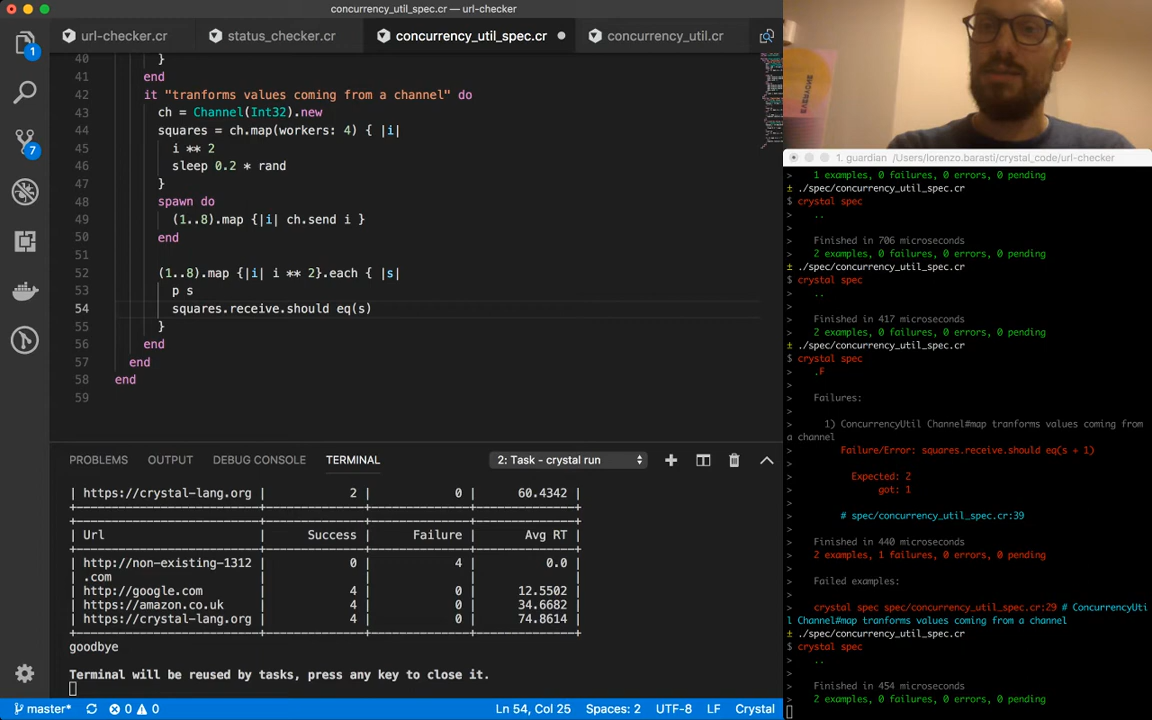 concurrency_util_spec.cr — url-checker
url-checker.cr
status_checker.cr
concurrency_util_spec.cr
concurrency_util.cr
1
7
40 }
41 end
42 it "tranforms values coming from a channel" do
43 ch = Channel(Int32).new
44 squares = ch.map(workers: 4) { |i|
45 i ** 2
46 sleep 0.2 * rand
47 }
48 spawn do
49 (1..8).map {|i| ch.send i }
50 end
51
52 (1..8).map {|i| i ** 2}.each { |s|
53 p s
54 squares.receive.should eq(s)
55 }
56 end
57 end
58 end
59
PROBLEMS OUTPUT DEBUG CONSOLE TERMINAL 2: Task - crystal run
| https://crystal-lang.org | 2 | 0 | 60.4342 |
| Url | Success | Failure | Avg RT |
| http://non-existing-1312 | 0 | 4 | 0.0 |
| .com | | | |
| http://google.com | 4 | 0 | 12.5502 |
| https://amazon.co.uk | 4 | 0 | 34.6682 |
| https://crystal-lang.org | 4 | 0 | 74.8614 |
goodbye
Terminal will be reused by tasks, press any key to close it.
master* 0 0 Ln 54, Col 25 Spaces: 2 UTF-8 LF Crystal
1. guardian /Users/lorenzo.barasti/crystal_code/url-checker
> 1 examples, 0 failures, 0 errors, 0 pending
± ./spec/concurrency_util_spec.cr
$ crystal spec
> ..
>
> Finished in 706 microseconds
> 2 examples, 0 failures, 0 errors, 0 pending
± ./spec/concurrency_util_spec.cr
$ crystal spec
> ..
>
> Finished in 417 microseconds
> 2 examples, 0 failures, 0 errors, 0 pending
± ./spec/concurrency_util_spec.cr
$ crystal spec
> .F
>
> Failures:
>
> 1) ConcurrencyUtil Channel#map tranforms values coming from
a channel
> Failure/Error: squares.receive.should eq(s + 1)
>
> Expected: 2
> got: 1
>
> # spec/concurrency_util_spec.cr:39
>
> Finished in 440 microseconds
> 2 examples, 1 failures, 0 errors, 0 pending
>
> Failed examples:
>
> crystal spec spec/concurrency_util_spec.cr:29 # ConcurrencyUti
l Channel#map tranforms values coming from a channel
± ./spec/concurrency_util_spec.cr
$ crystal spec
> ..
>
> Finished in 454 microseconds
> 2 examples, 0 failures, 0 errors, 0 pending